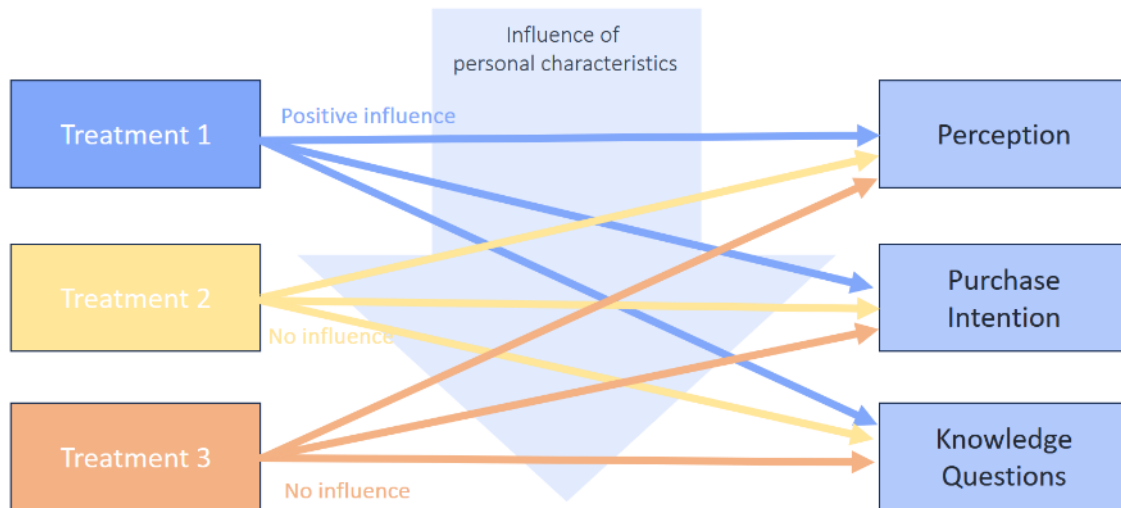 Influence of
personal characteristics
Treatment 1
Positive influence
Perception
Treatment 2
No influence
Purchase
Intention
Treatment 3
No influence
Knowledge
Questions